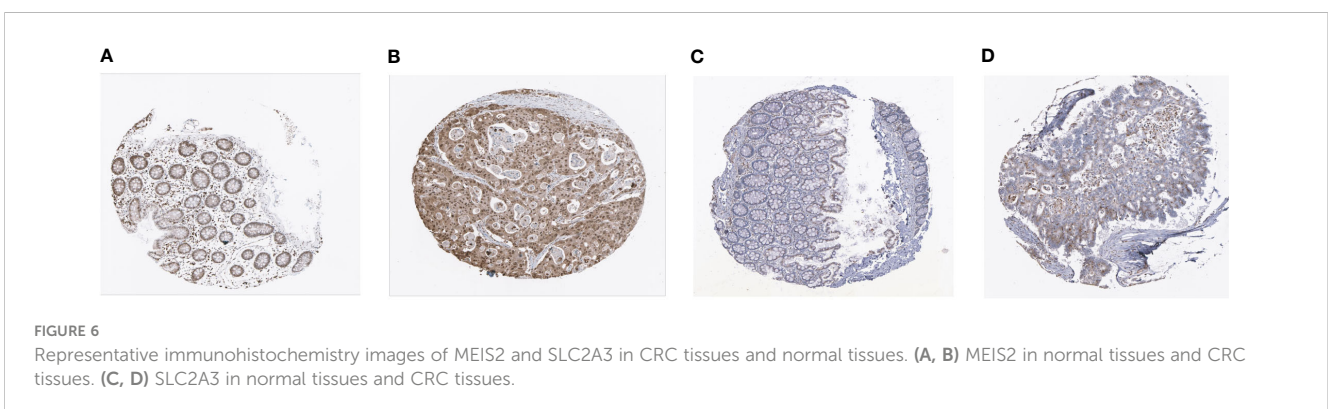 A
B
C
D
FIGURE 6
Representative immunohistochemistry images of MEIS2 and SLC2A3 in CRC tissues and normal tissues. (A, B) MEIS2 in normal tissues and CRC
tissues. (C, D) SLC2A3 in normal tissues and CRC tissues.